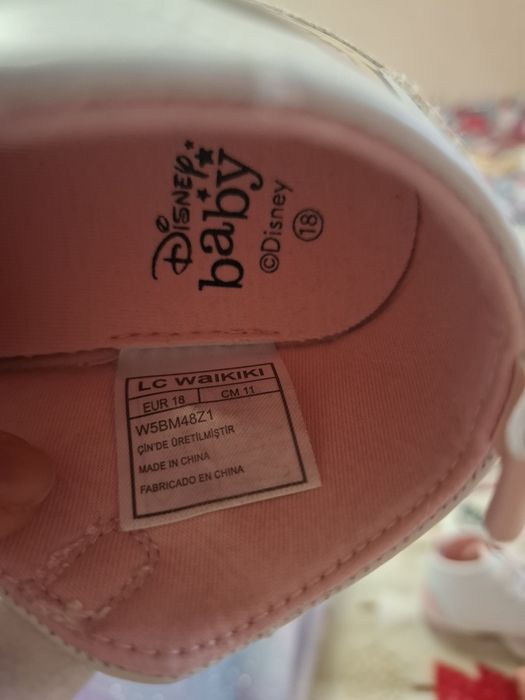 Disney
baby
©Disney
18
LC WAIKIKI
EUR 18 CM 11
W5BM48Z1
ÇİN'DE ÜRETİLMİŞTİR
MADE IN CHINA
FABRICADO EN CHINA